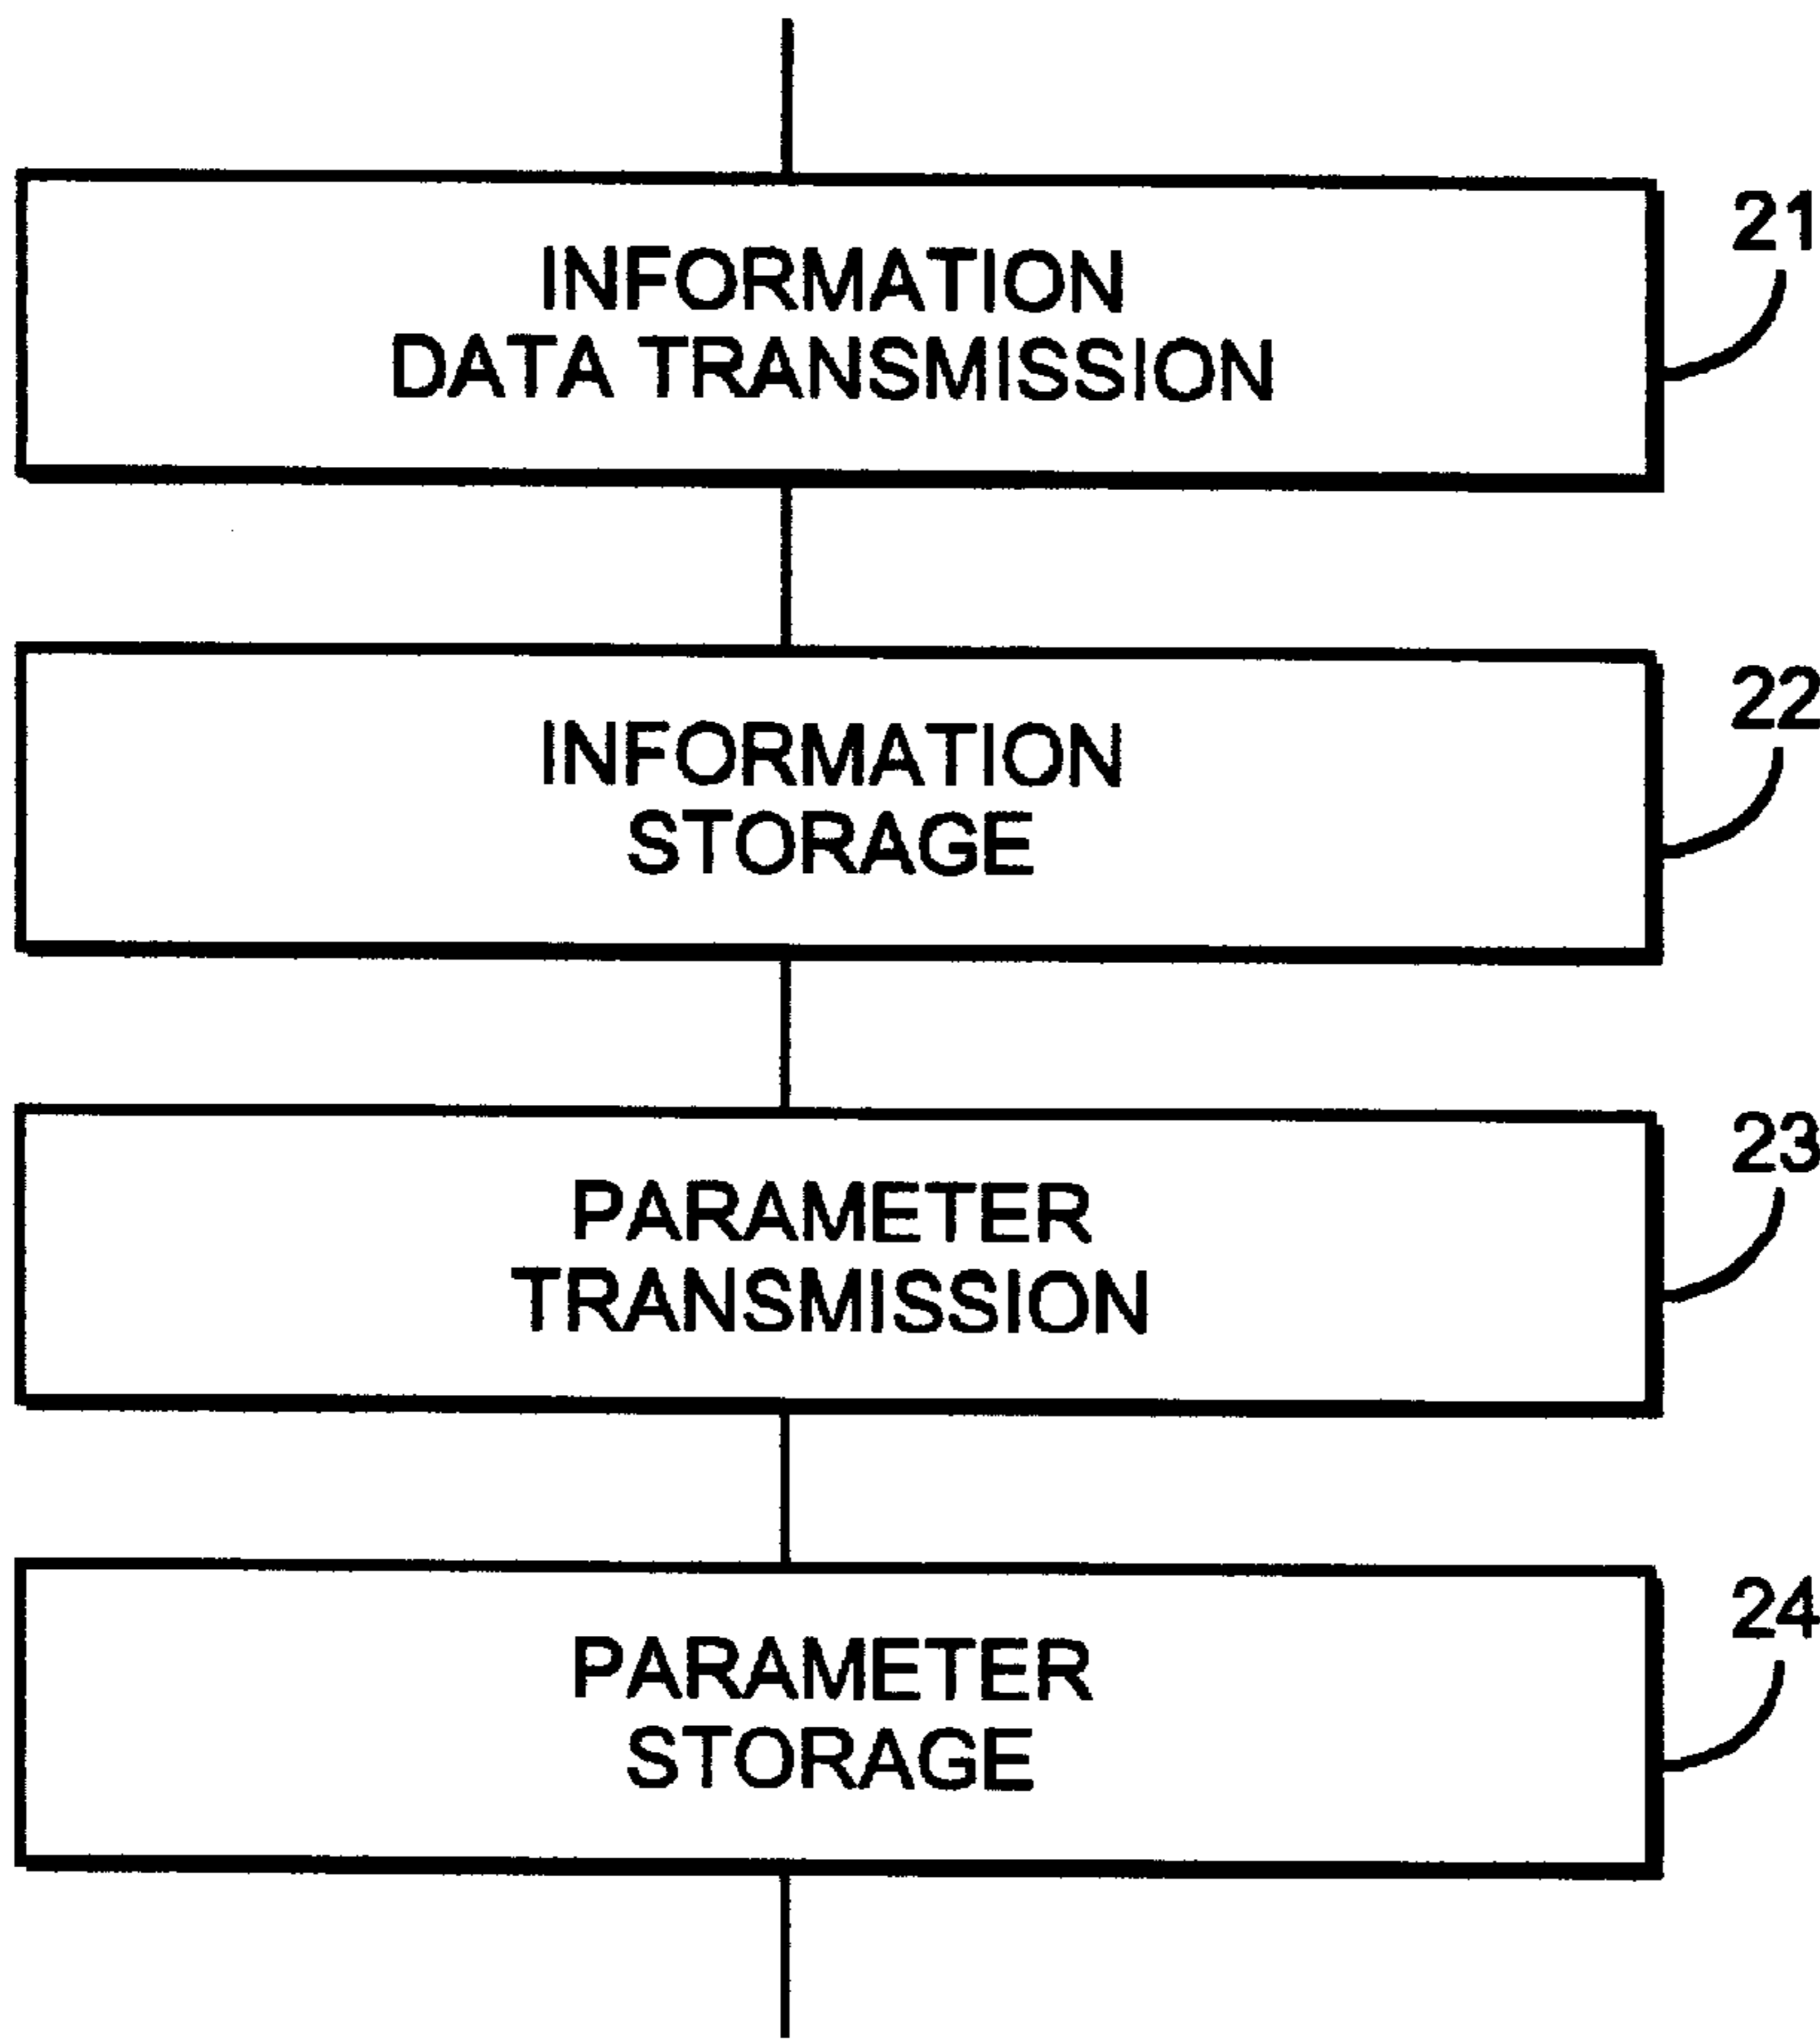 21
INFORMATION
DATA TRANSMISSION
22
INFORMATION
STORAGE
23
PARAMETER
TRANSMISSION
24
PARAMETER
STORAGE